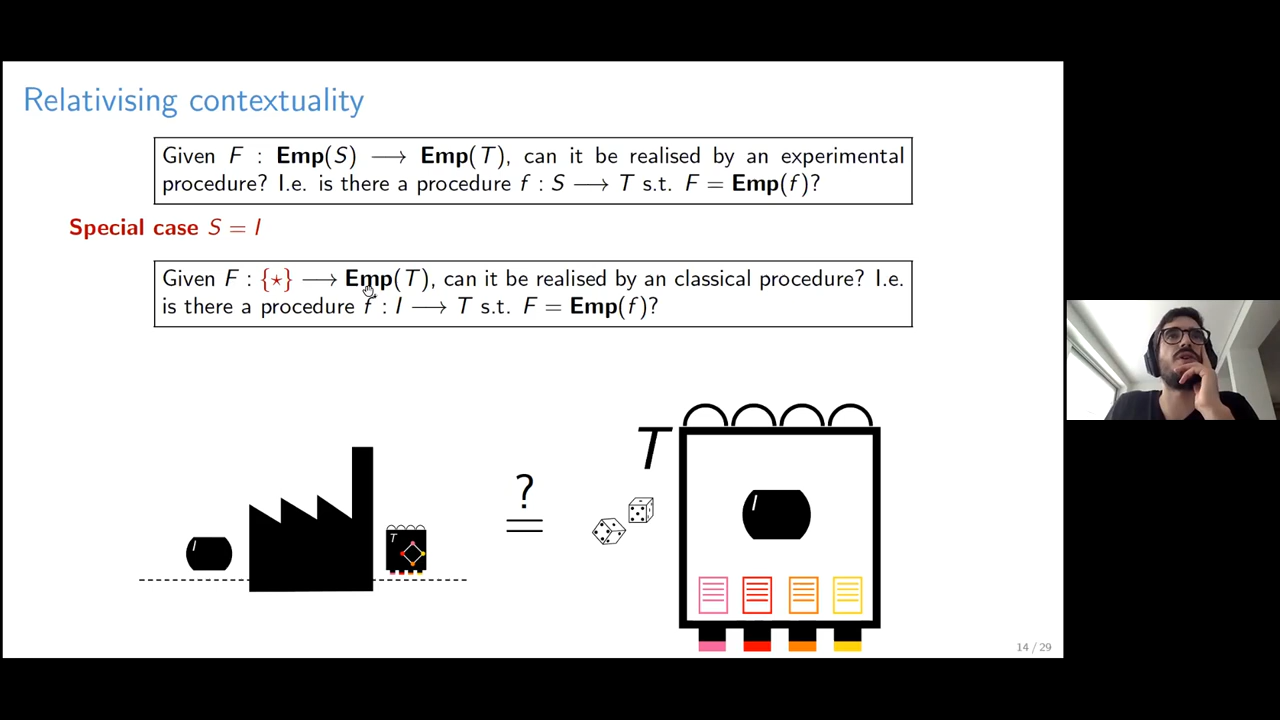 Relativising contextuality
Given F : Emp(S) ⟶ Emp(T), can it be realised by an experimental
procedure? I.e. is there a procedure f : S ⟶ T s.t. F = Emp(f)?
Special case S = I
Given F : {⋆} ⟶ Emp(T), can it be realised by an classical procedure? I.e.
is there a procedure f : I ⟶ T s.t. F = Emp(f)?
I
T
?
=
T
I
14 / 29